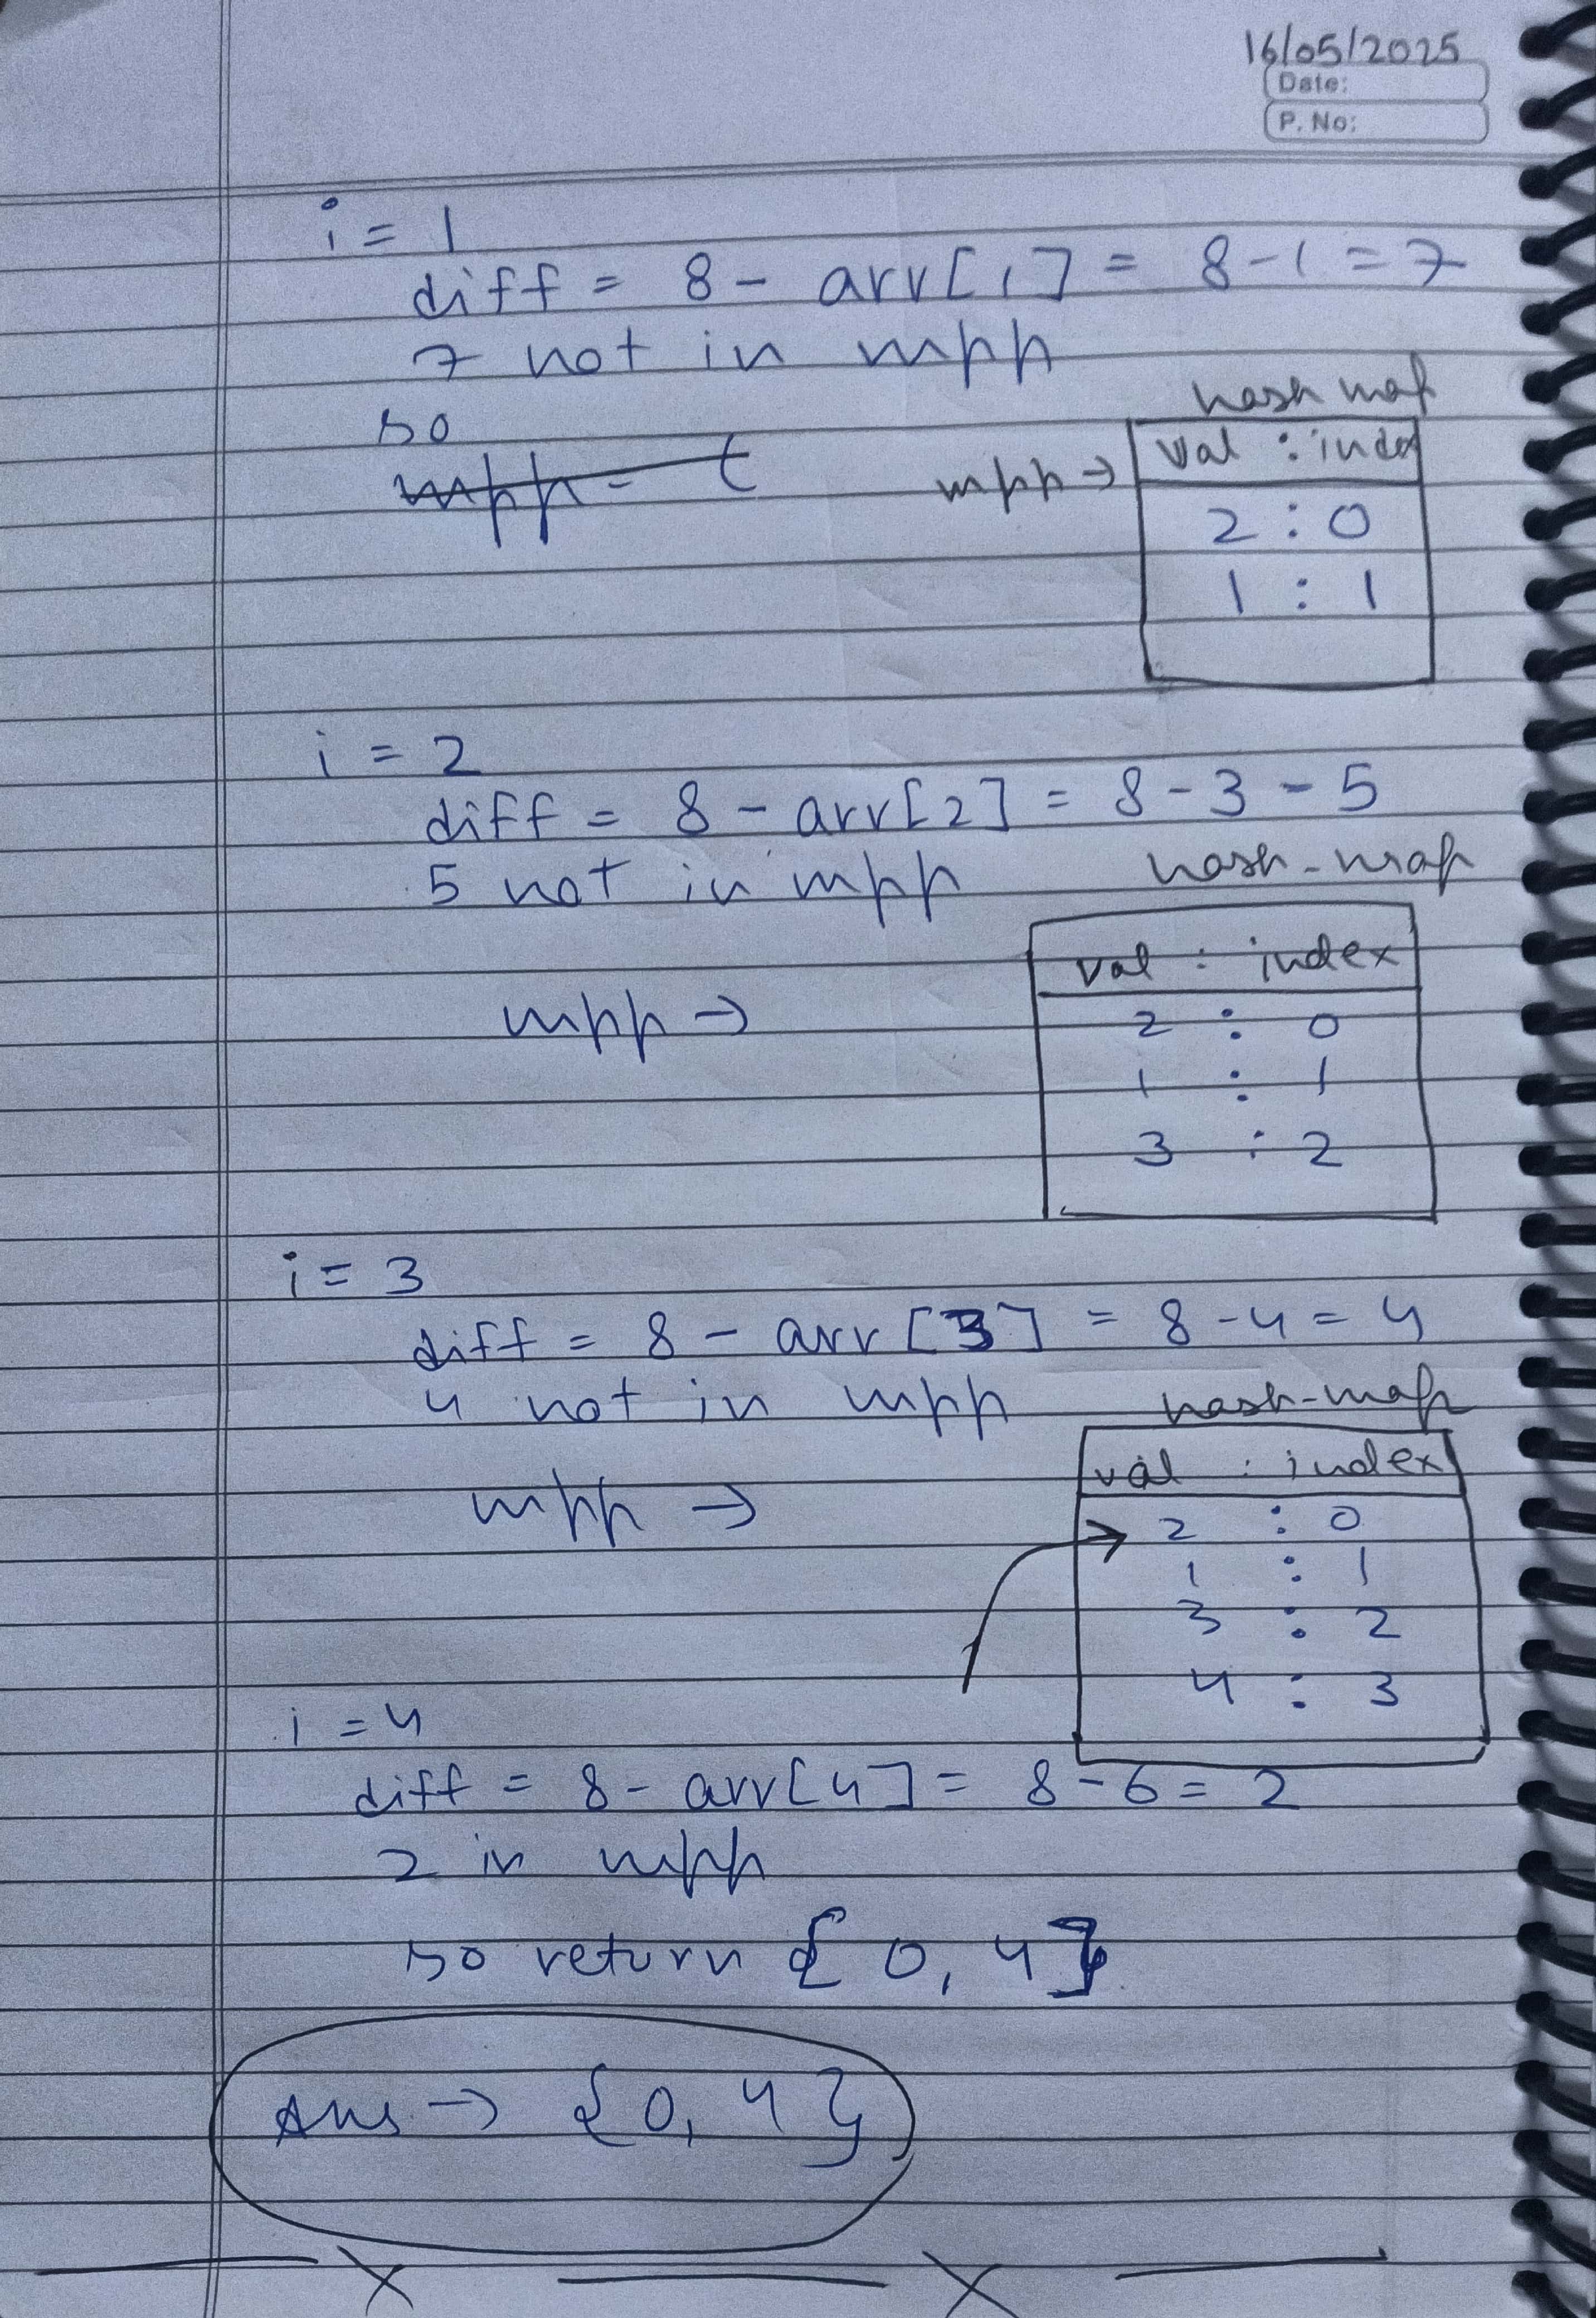 16/05/2025
Date:
P. No:
i = 1
diff = 8 - arr[1] = 8 - 1 = 7
7 not in mpp
so
mpp = (
hash map
mpp → val : index
2 : 0
1 : 1
i = 2
diff = 8 - arr[2] = 8 - 3 - 5
5 not in mpp
hash-map
val : index
mpp →
2 : 0
1 : 1
3 : 2
i = 3
diff = 8 - arr[3] = 8 - 4 = 4
4 not in mpp
hash-map
val : index
mpp →
2 : 0
1 : 1
3 : 2
4 : 3
i = 4
diff = 8 - arr[4] = 8 - 6 = 2
2 in mpp
so return {0, 4}
Ans → {0, 4}